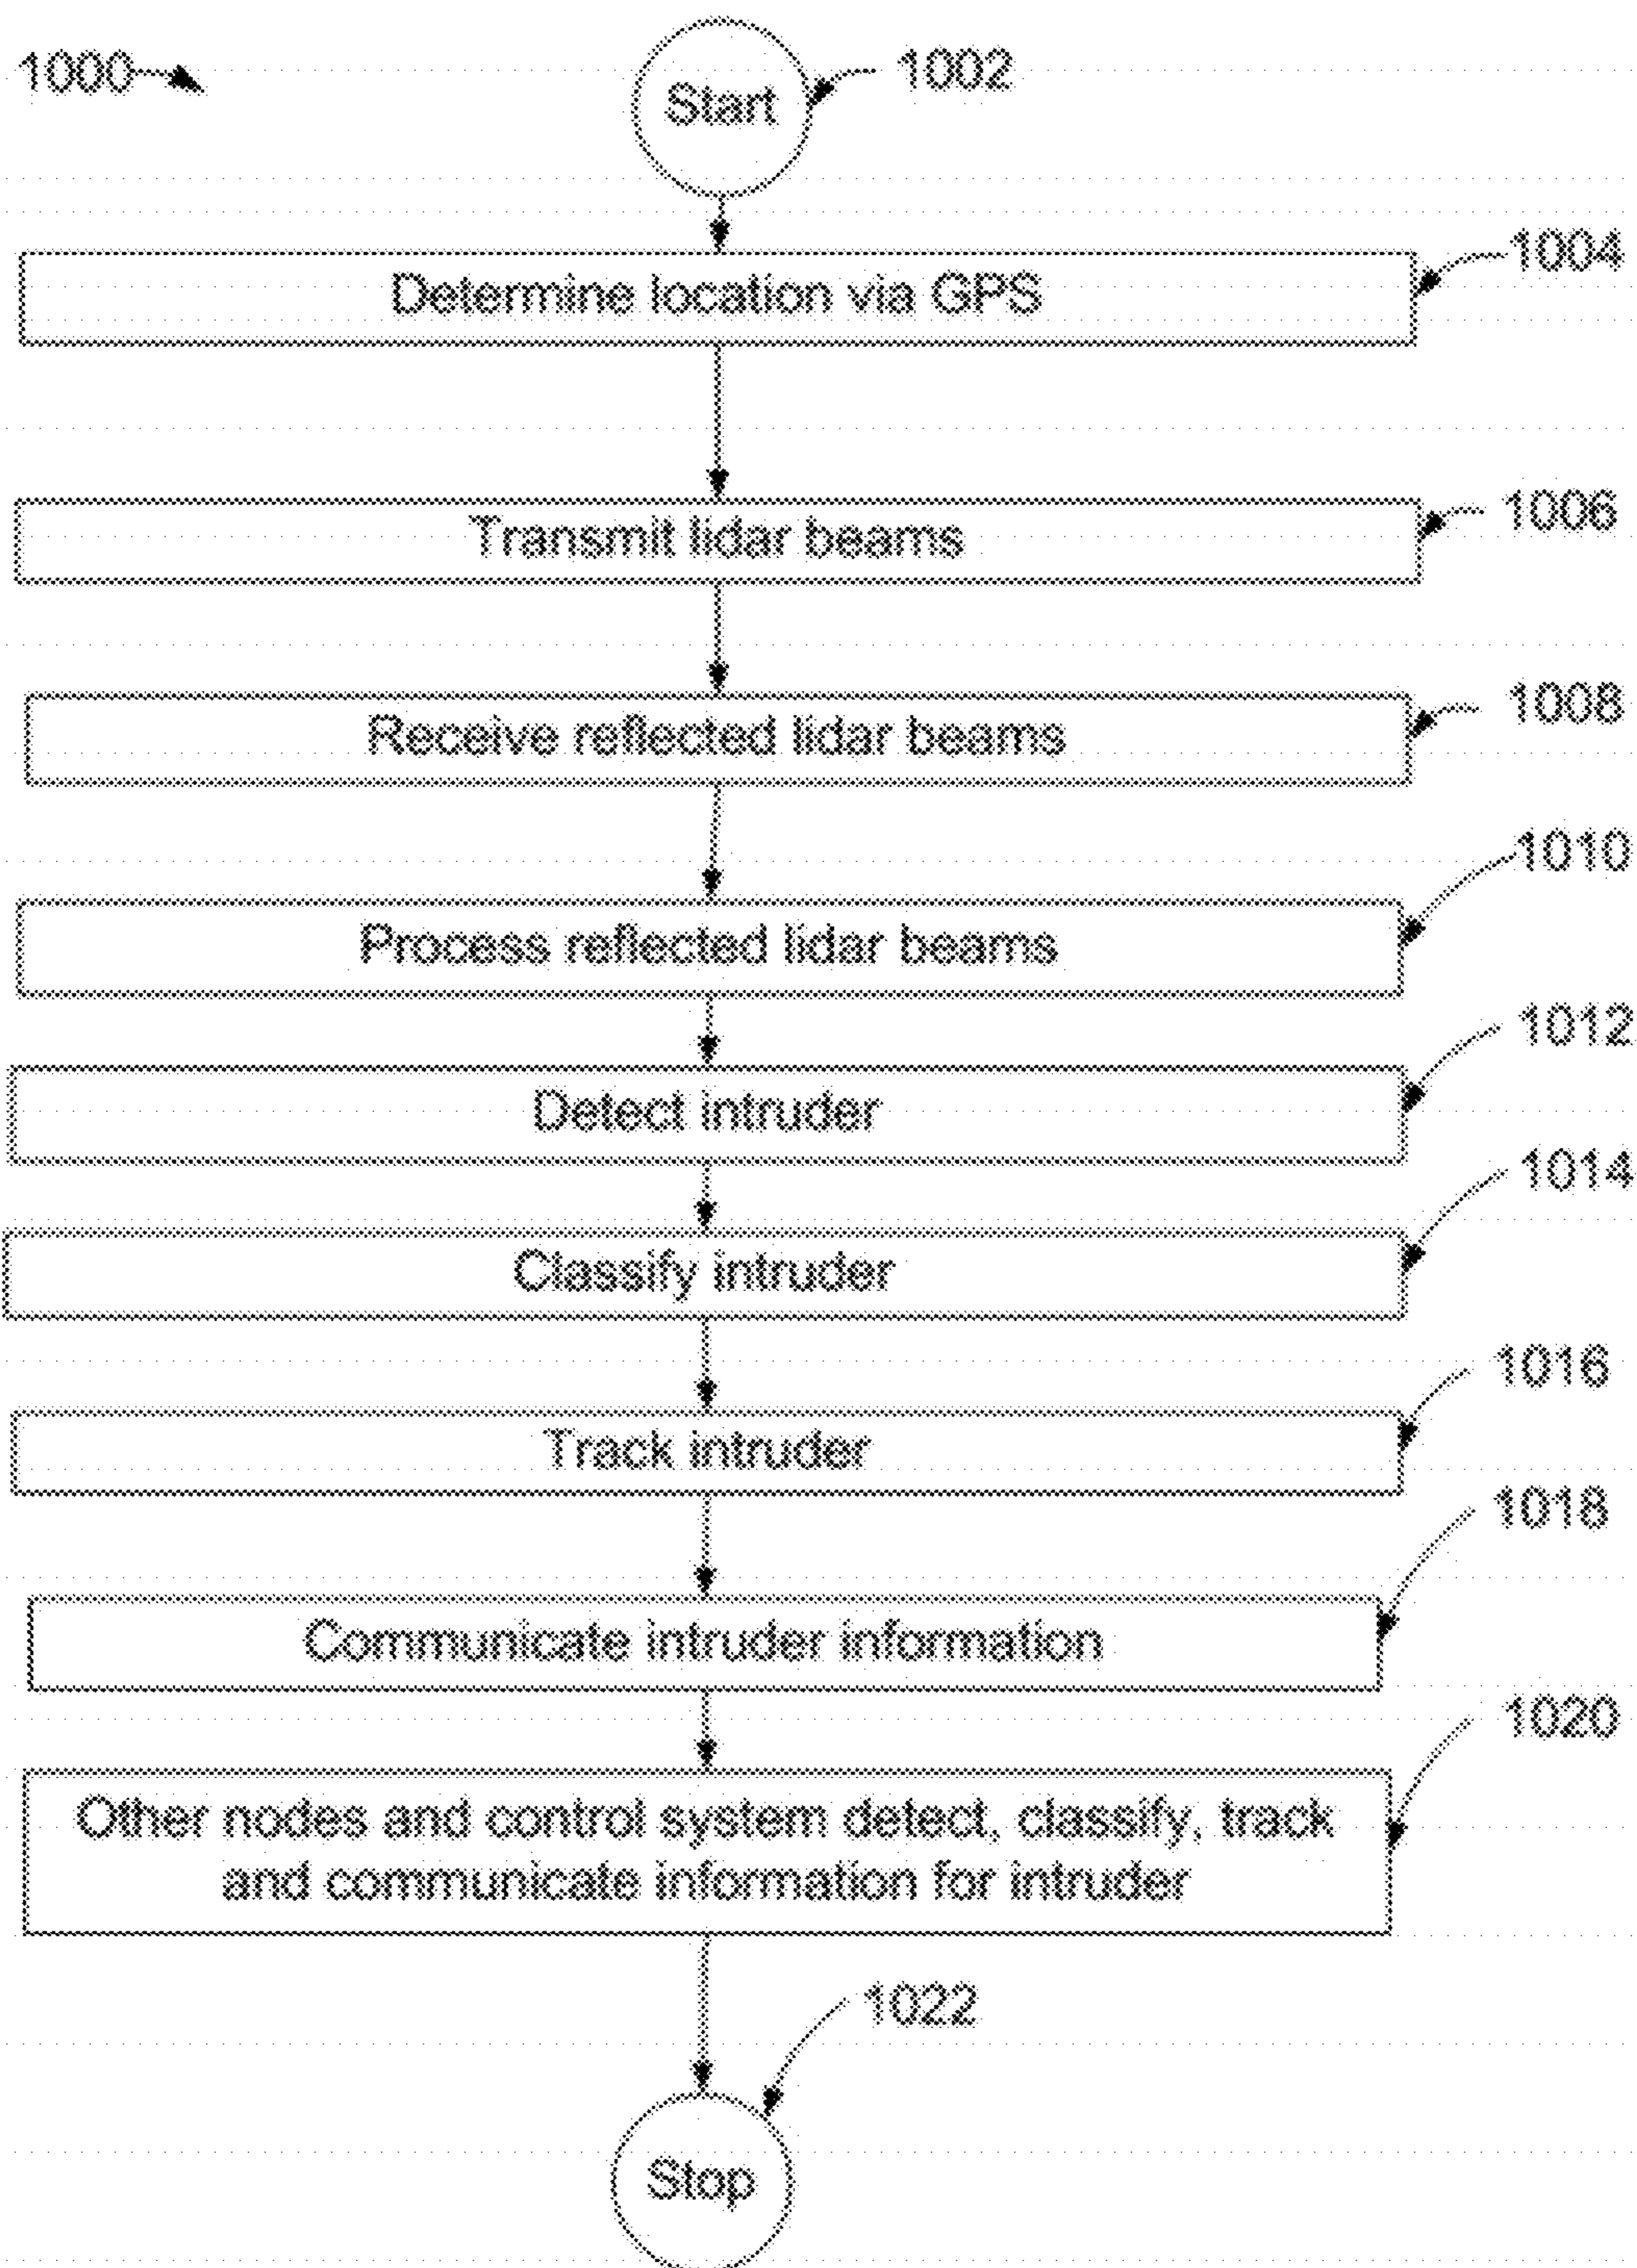 1000
Start
1002
1004
Determine location via GPS
1006
Transmit lidar beams
1008
Receive reflected lidar beams
1010
Process reflected lidar beams
1012
Detect intruder
1014
Classify intruder
1016
Track intruder
1018
Communicate intruder information
1020
Other nodes and control system detect, classify, track
and communicate information for intruder
1022
Stop